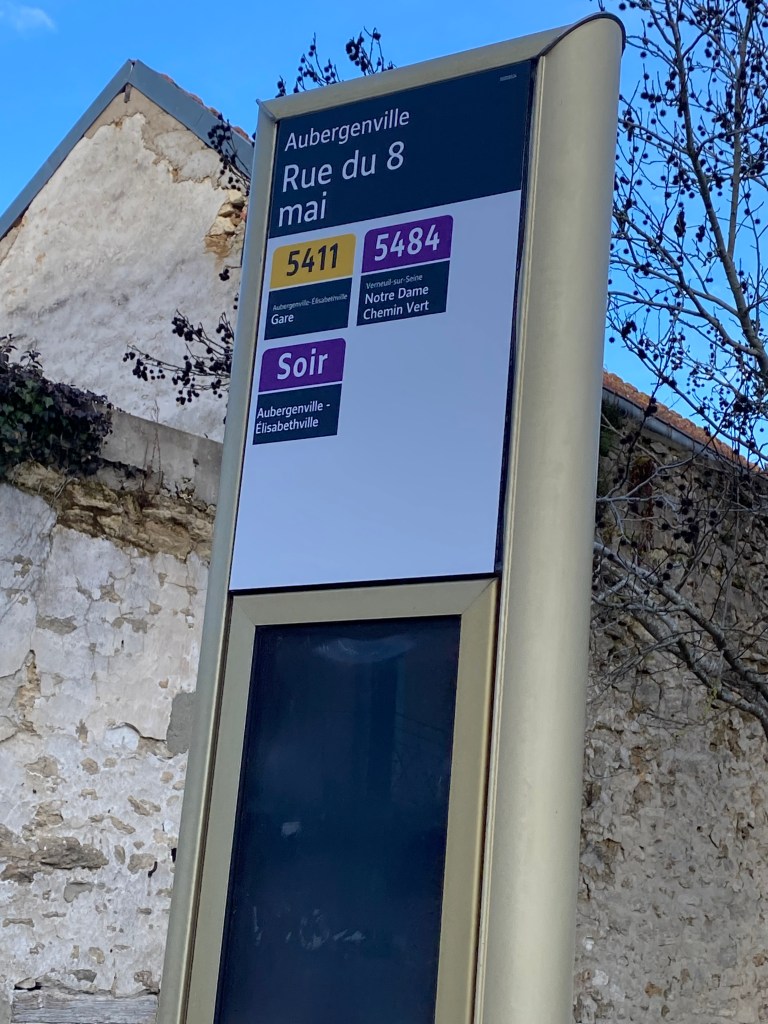 Aubergenville
Rue du 8
mai
5411
Aubergenville-Élisabethville
Gare
5484
Verneuil-sur-Seine
Notre Dame
Chemin Vert
Soir
Aubergenville -
Élisabethville